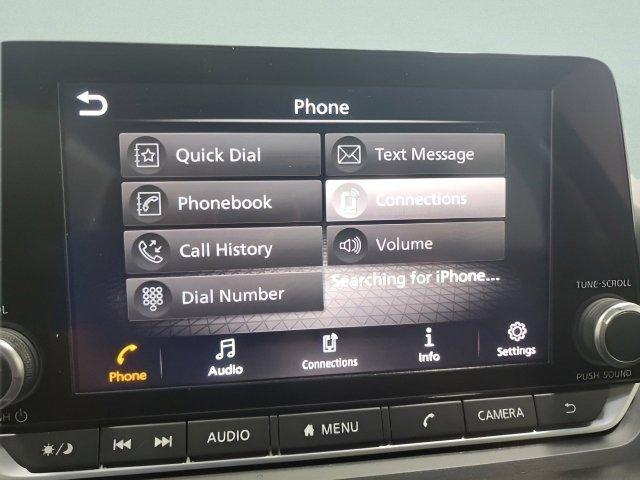 Phone
Quick Dial
Text Message
Phonebook
Connections
Call History
Volume
Searching for iPhone...
Dial Number
Phone
Audio
Connections
Info
Settings
TUNE·SCROLL
PUSH SOUND
AUDIO
MENU
CAMERA